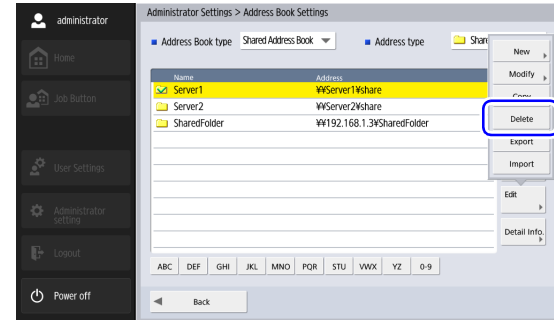 administrator
Administrator Settings > Address Book Settings
Address Book type
Shared Address Book
Address type
Home
Job Button
User Settings
Administrator
setting
Logout
Power off
Name
Address
Server1
¥¥Server1¥share
Server2
¥¥Server2¥share
SharedFolder
¥¥192.168.1.3¥SharedFolder
New
Modify
Copy
Delete
Export
Import
Edit
Detail Info.
ABC
DEF
GHI
JKL
MNO
PQR
STU
VWX
YZ
0-9
Back